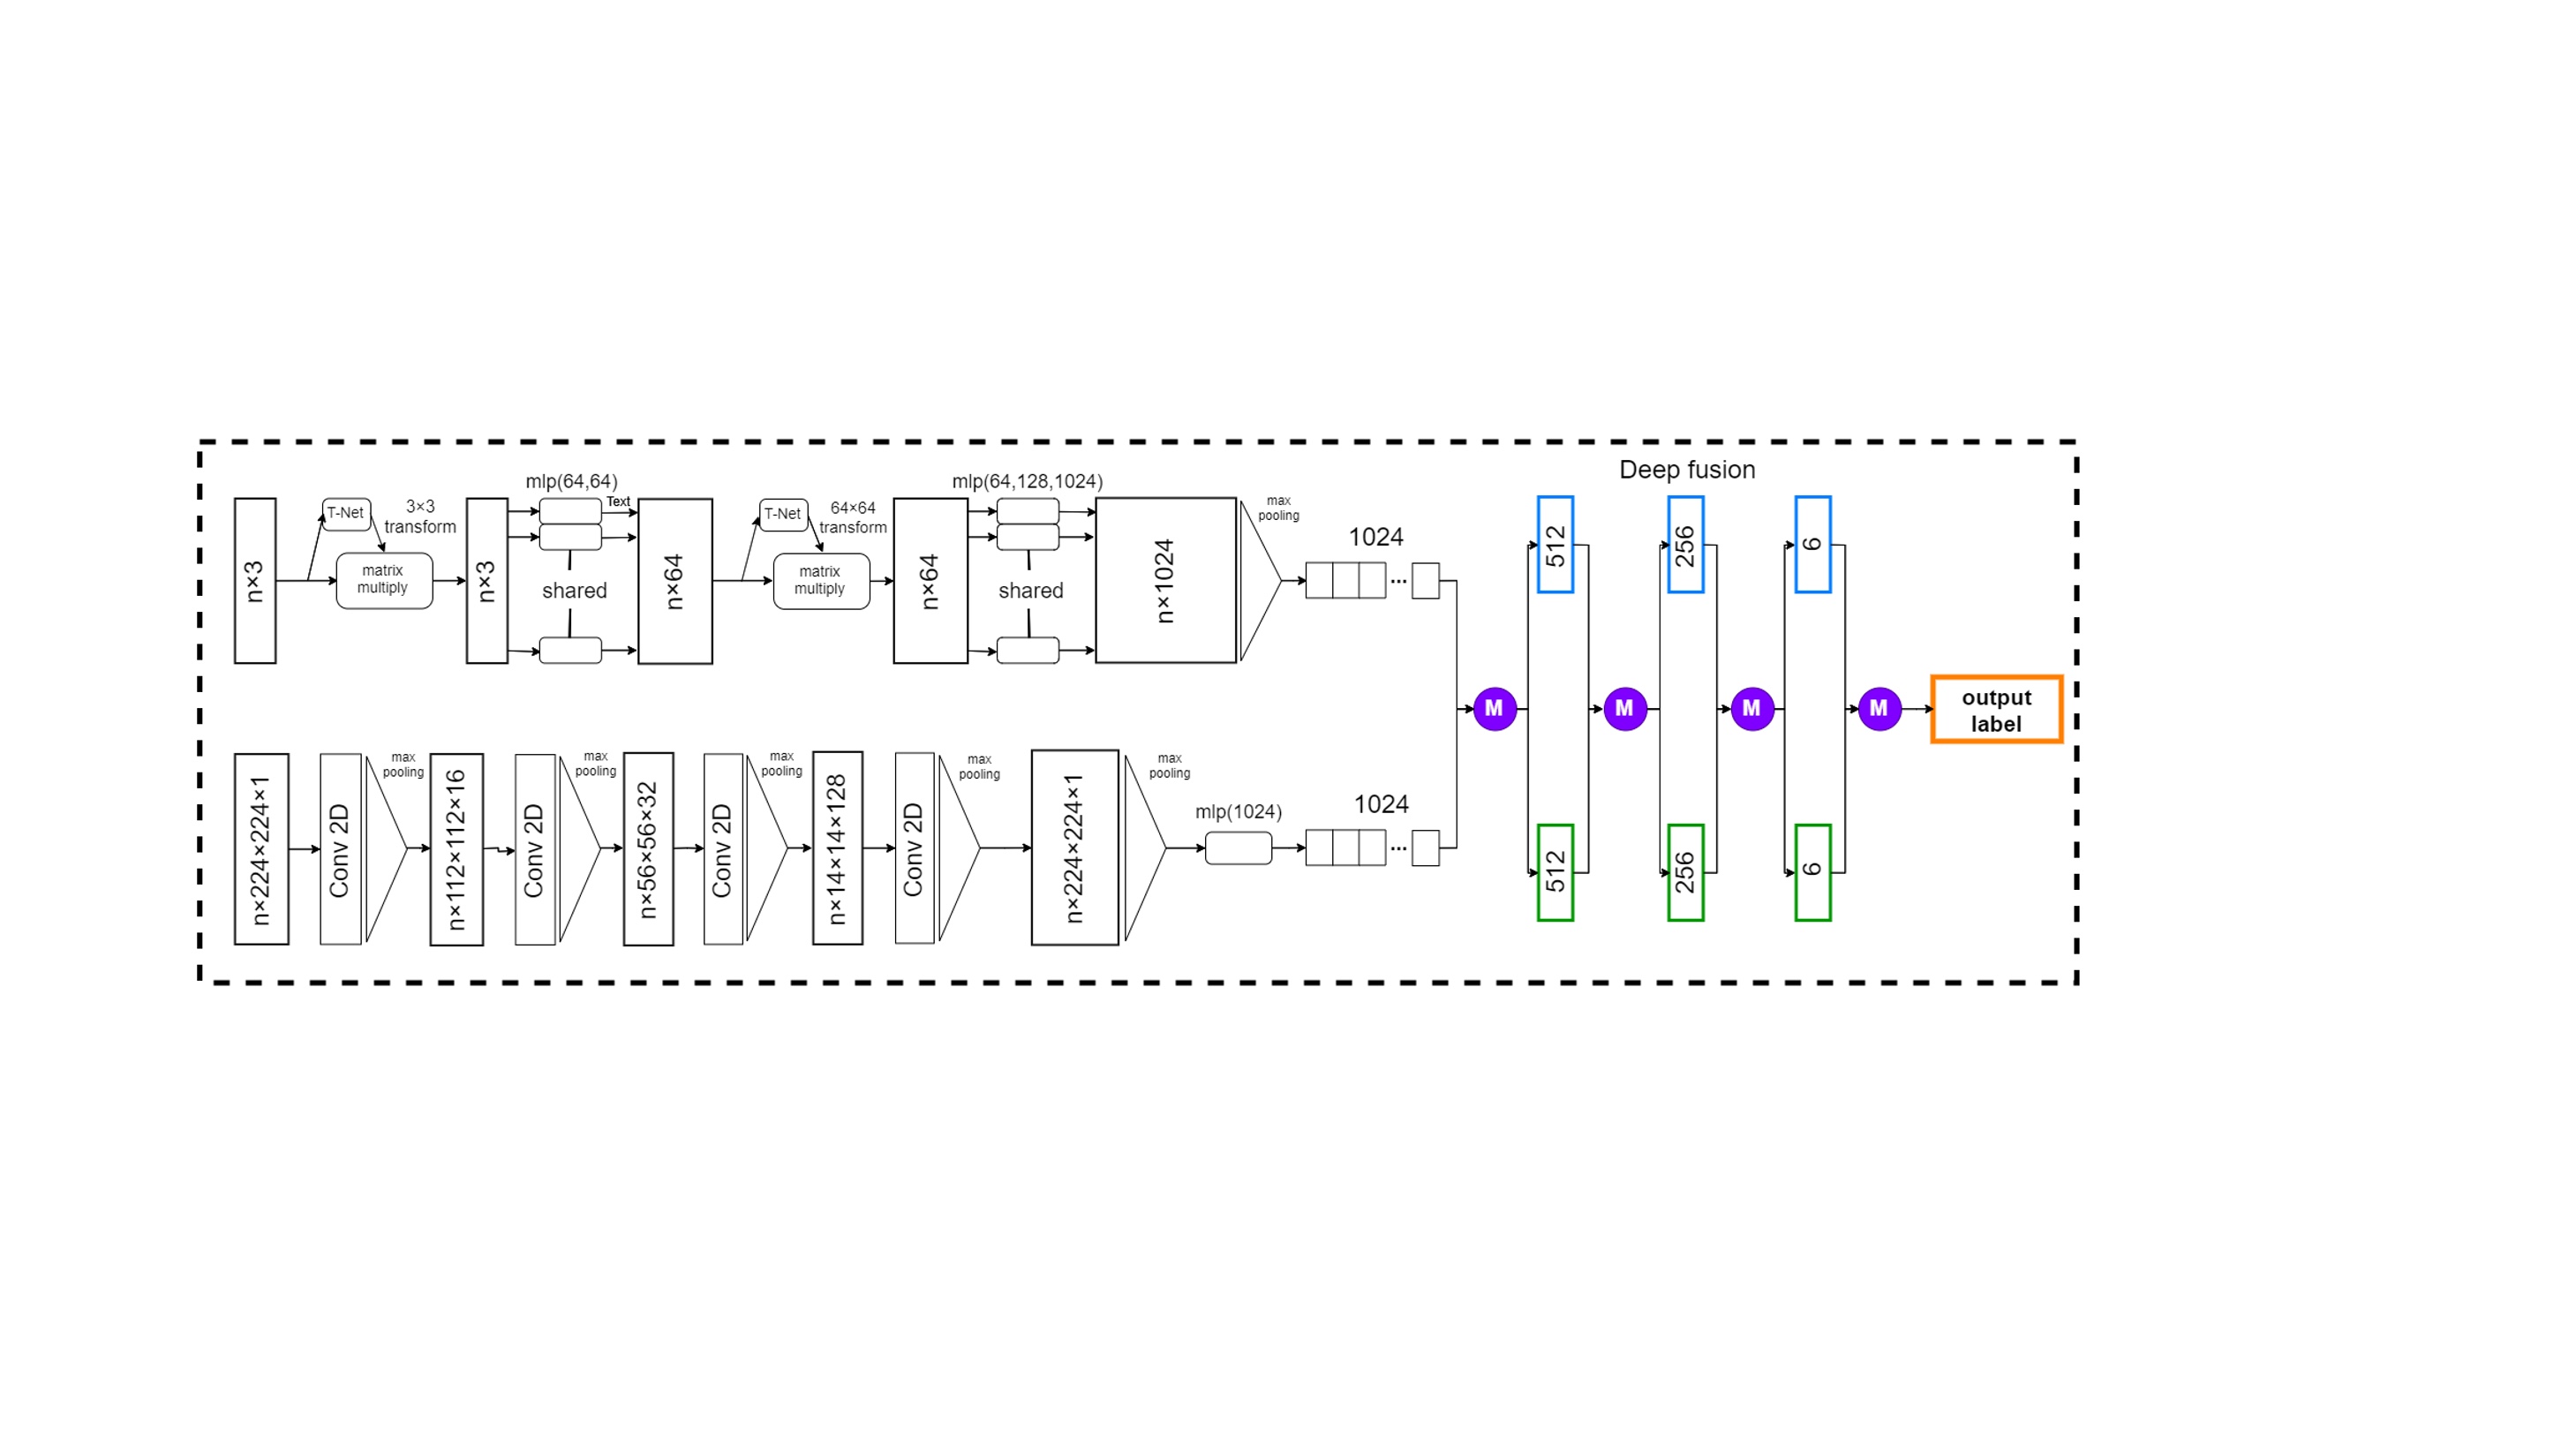 Deep fusion
n×3
T-Net
3×3
transform
matrix
multiply
n×3
mlp(64,64)
Text
shared
n×64
T-Net
64×64
transform
matrix
multiply
n×64
mlp(64,128,1024)
shared
n×1024
max
pooling
1024
...
n×224×224×1
Conv 2D
max
pooling
n×112×112×16
Conv 2D
max
pooling
n×56×56×32
Conv 2D
max
pooling
n×14×14×128
Conv 2D
max
pooling
n×224×224×1
max
pooling
mlp(1024)
1024
...
M
512
512
M
256
256
M
6
6
M
output
label